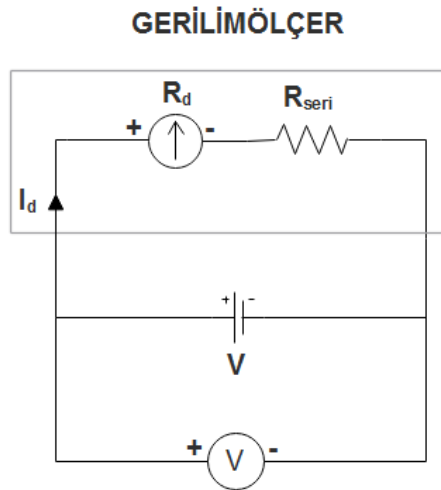 GERİLİMÖLÇER
R_d
R_seri
+ -
I_d
+ -
V
+ V -